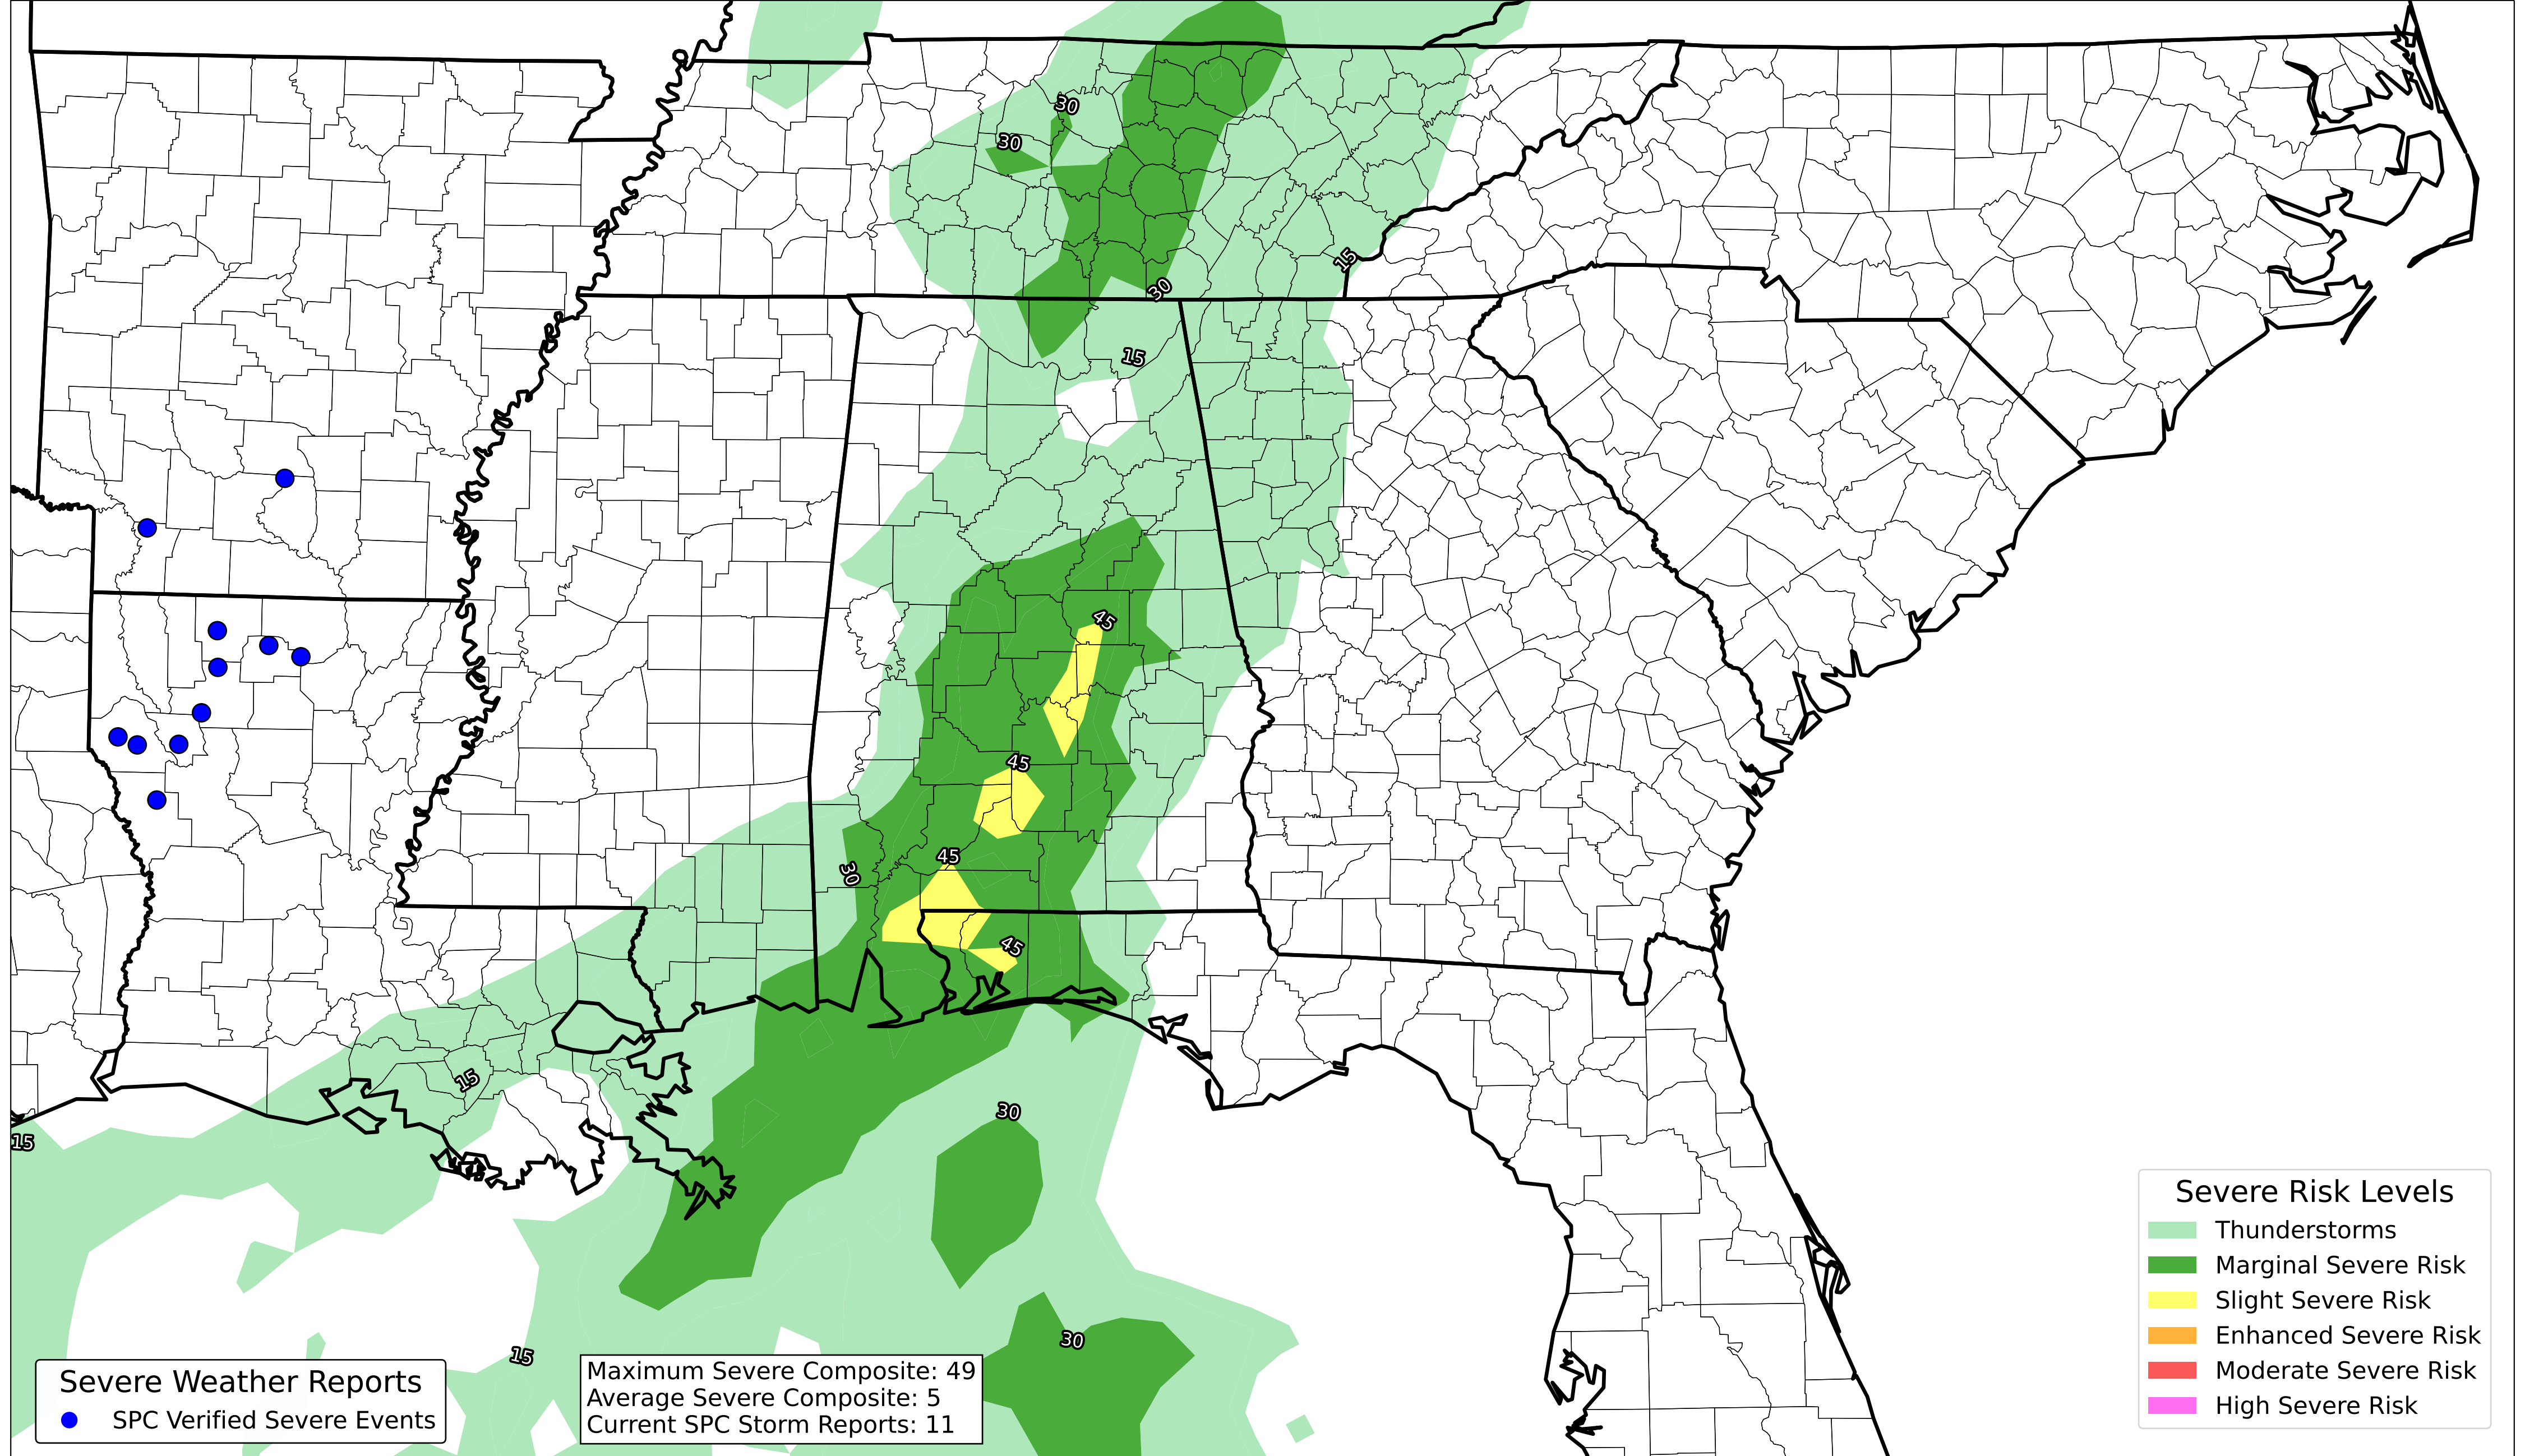 30
30
15
30
15
45
45
45
30
45
15
30
15
30
15
Severe Weather Reports
SPC Verified Severe Events
Maximum Severe Composite: 49
Average Severe Composite: 5
Current SPC Storm Reports: 11
Severe Risk Levels
Thunderstorms
Marginal Severe Risk
Slight Severe Risk
Enhanced Severe Risk
Moderate Severe Risk
High Severe Risk